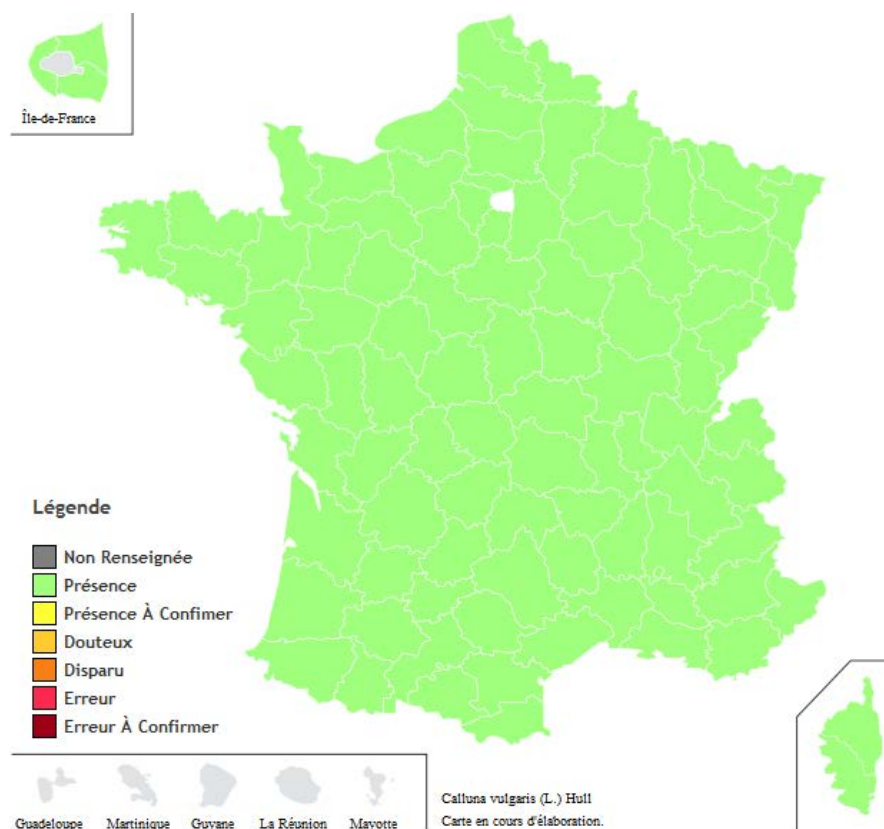 Île-de-France
Légende
Non Renseignée
Présence
Présence À Confimer
Douteux
Disparu
Erreur
Erreur À Confirmer
Guadeloupe
Martinique
Guyane
La Réunion
Mayotte
Calluna vulgaris (L.) Hull
Carte en cours d'élaboration.